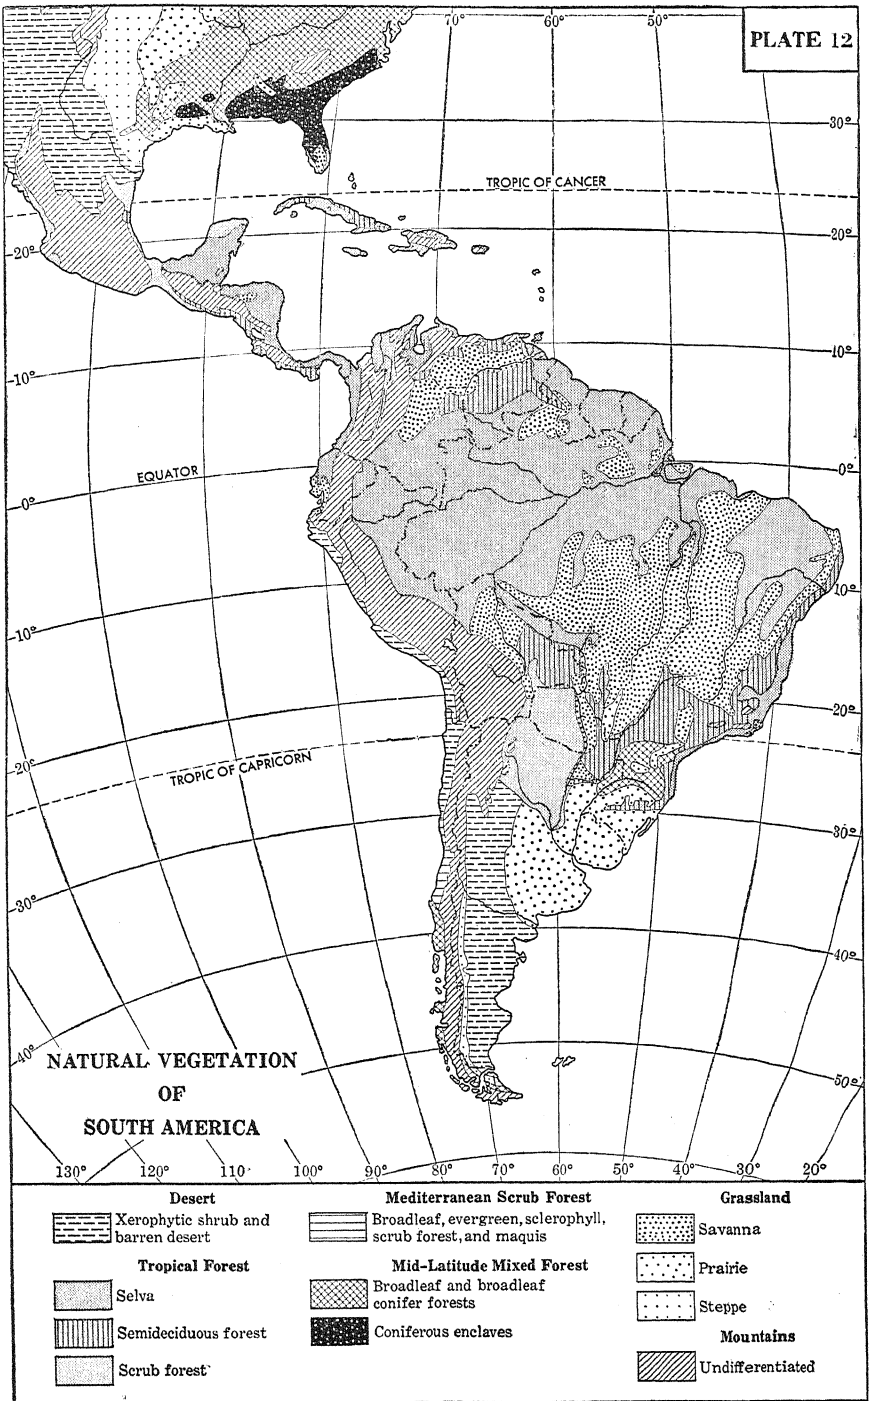 70°
60°
50°
PLATE 12
30°
TROPIC OF CANCER
20°
20°
10°
10°
EQUATOR
0°
0°
10°
10°
20°
20°
TROPIC OF CAPRICORN
30°
30°
40°
40°
50°
NATURAL VEGETATION
OF
SOUTH AMERICA
130°
120°
110°
100°
90°
80°
70°
60°
50°
40°
30°
20°
Desert
Xerophytic shrub and
barren desert
Tropical Forest
Selva
Semideciduous forest
Scrub forest
Mediterranean Scrub Forest
Broadleaf, evergreen, sclerophyll,
scrub forest, and maquis
Mid-Latitude Mixed Forest
Broadleaf and broadleaf
conifer forests
Coniferous enclaves
Grassland
Savanna
Prairie
Steppe
Mountains
Undifferentiated